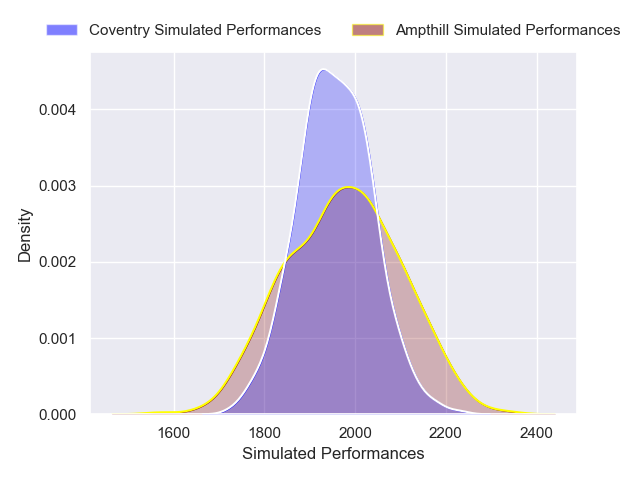 Coventry Simulated Performances
Ampthill Simulated Performances
0.004
0.003
0.002
0.001
0.000
Density
1600
1800
2000
2200
2400
Simulated Performances